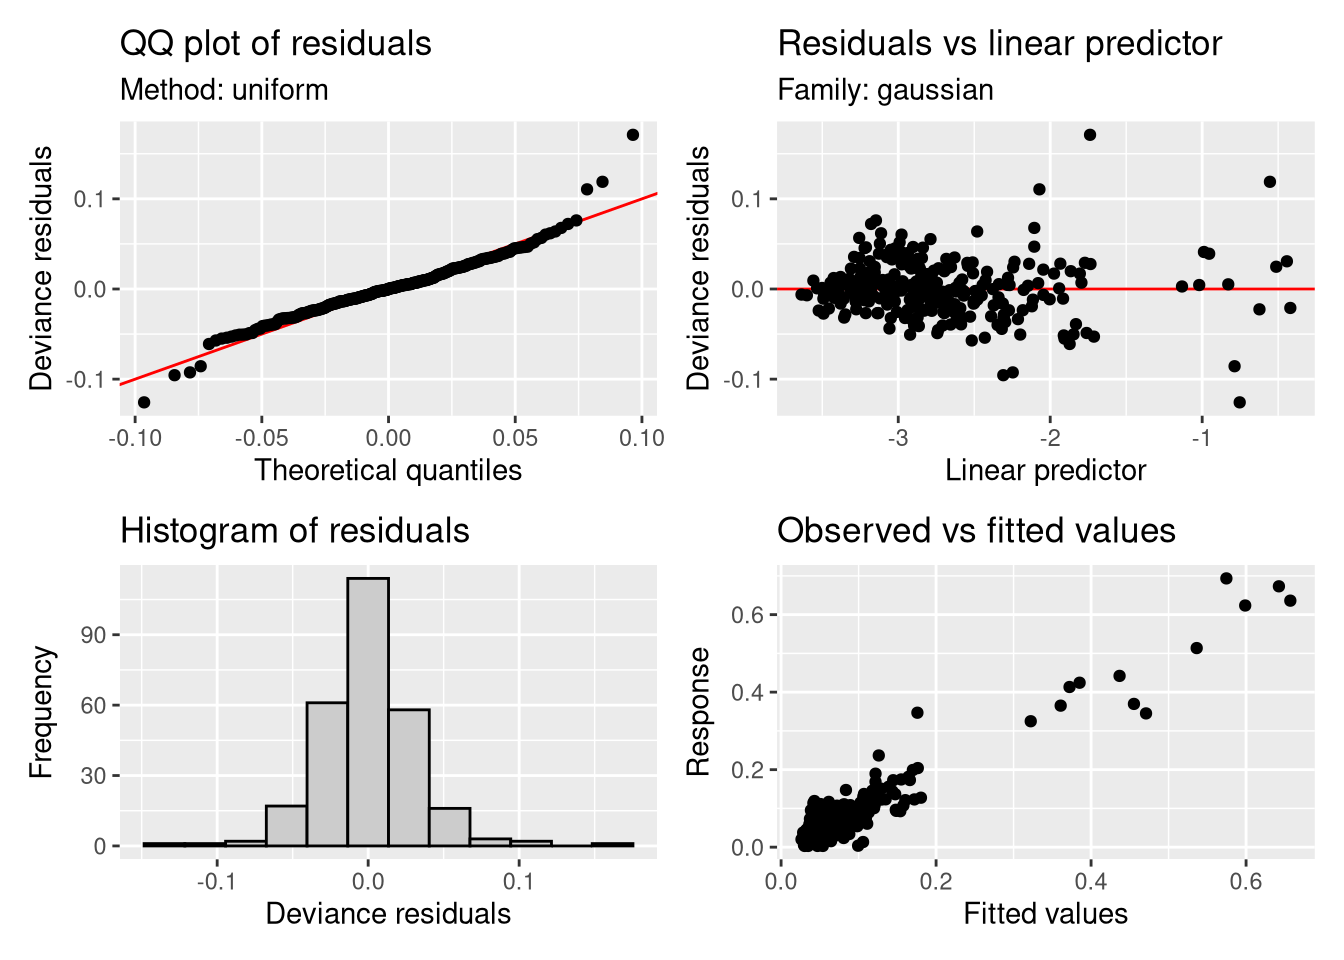 QQ plot of residuals
Method: uniform
Deviance residuals
0.1
0.0
-0.1
-0.10
-0.05
0.00
0.05
0.10
Theoretical quantiles
Residuals vs linear predictor
Family: gaussian
Deviance residuals
0.1
0.0
-0.1
-3
-2
-1
Linear predictor
Histogram of residuals
Frequency
90
60
30
0
-0.1
0.0
0.1
Deviance residuals
Observed vs fitted values
Response
0.6
0.4
0.2
0.0
0.0
0.2
0.4
0.6
Fitted values